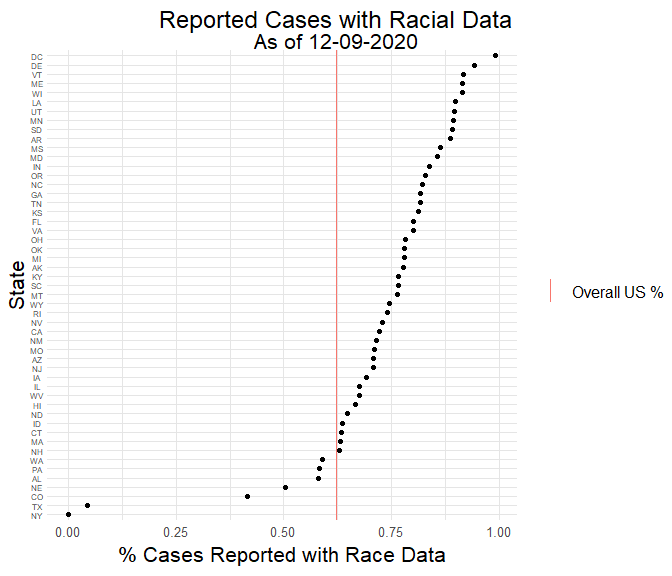 Reported Cases with Racial Data
As of 12-09-2020
State
DC
DE
VT
ME
WI
LA
UT
MN
SD
AR
MS
MD
IN
OR
NC
GA
TN
KS
FL
VA
OH
OK
MI
AK
KY
SC
MT
WY
RI
NV
CA
NM
MO
AZ
NJ
IA
IL
WV
HI
ND
ID
CT
MA
NH
WA
PA
AL
NE
CO
TX
NY
0.00 0.25 0.50 0.75 1.00
% Cases Reported with Race Data
Overall US %